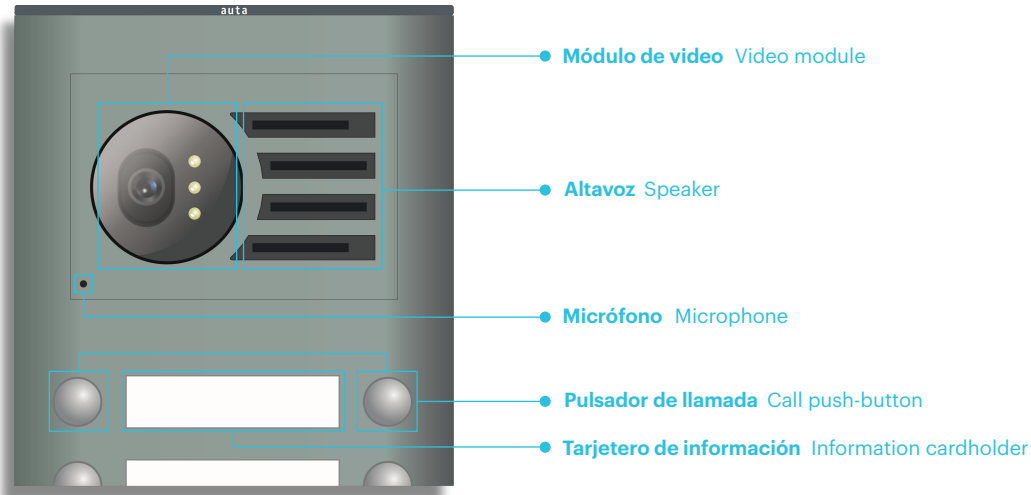 auta
Módulo de video Video module
Altavoz Speaker
Micrófono Microphone
Pulsador de llamada Call push-button
Tarjetero de información Information cardholder